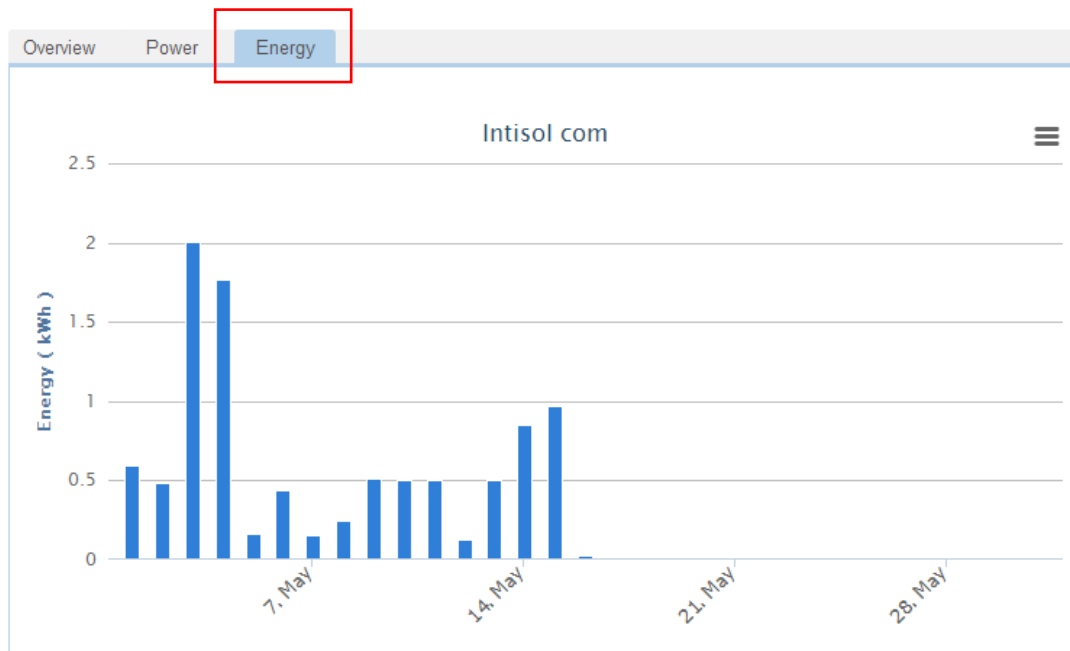 Overview Power Energy
Intisol com
Energy ( kWh )
2.5
2
1.5
1
0.5
0
7. May 14. May 21. May 28. May